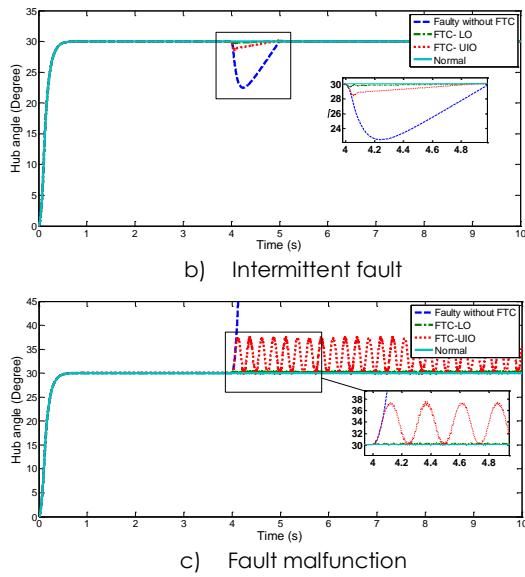 35
30
25
20
15
10
5
0
Hub angle (Degree)
0 1 2 3 4 5 6 7 8 9 10
Time (s)
Faulty without FTC
FTC- LO
FTC- UIO
Normal
30
28
26
24
4 4.2 4.4 4.6 4.8
b) Intermittent fault
45
40
35
30
25
20
15
10
5
0
Hub angle (Degree)
0 1 2 3 4 5 6 7 8 9 10
Time (s)
Faulty without FTC
FTC-LO
FTC-UIO
Normal
38
36
34
32
30
4 4.2 4.4 4.6 4.8
c) Fault malfunction